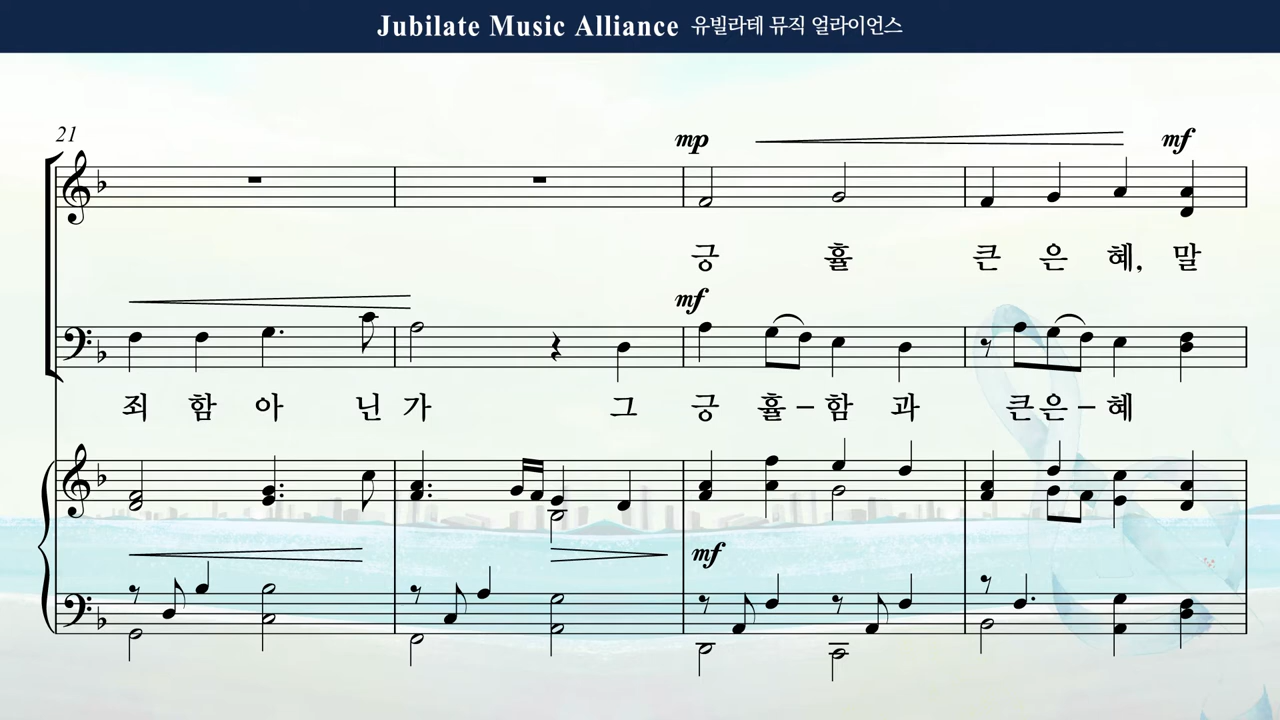 Jubilate Music Alliance 유빌라테 뮤직 얼라이언스
21
mp mf
긍 휼 큰 은 혜, 말
mf
죄 함 아 닌 가 그 긍 휼 – 함 과 큰 은 – 혜
mf